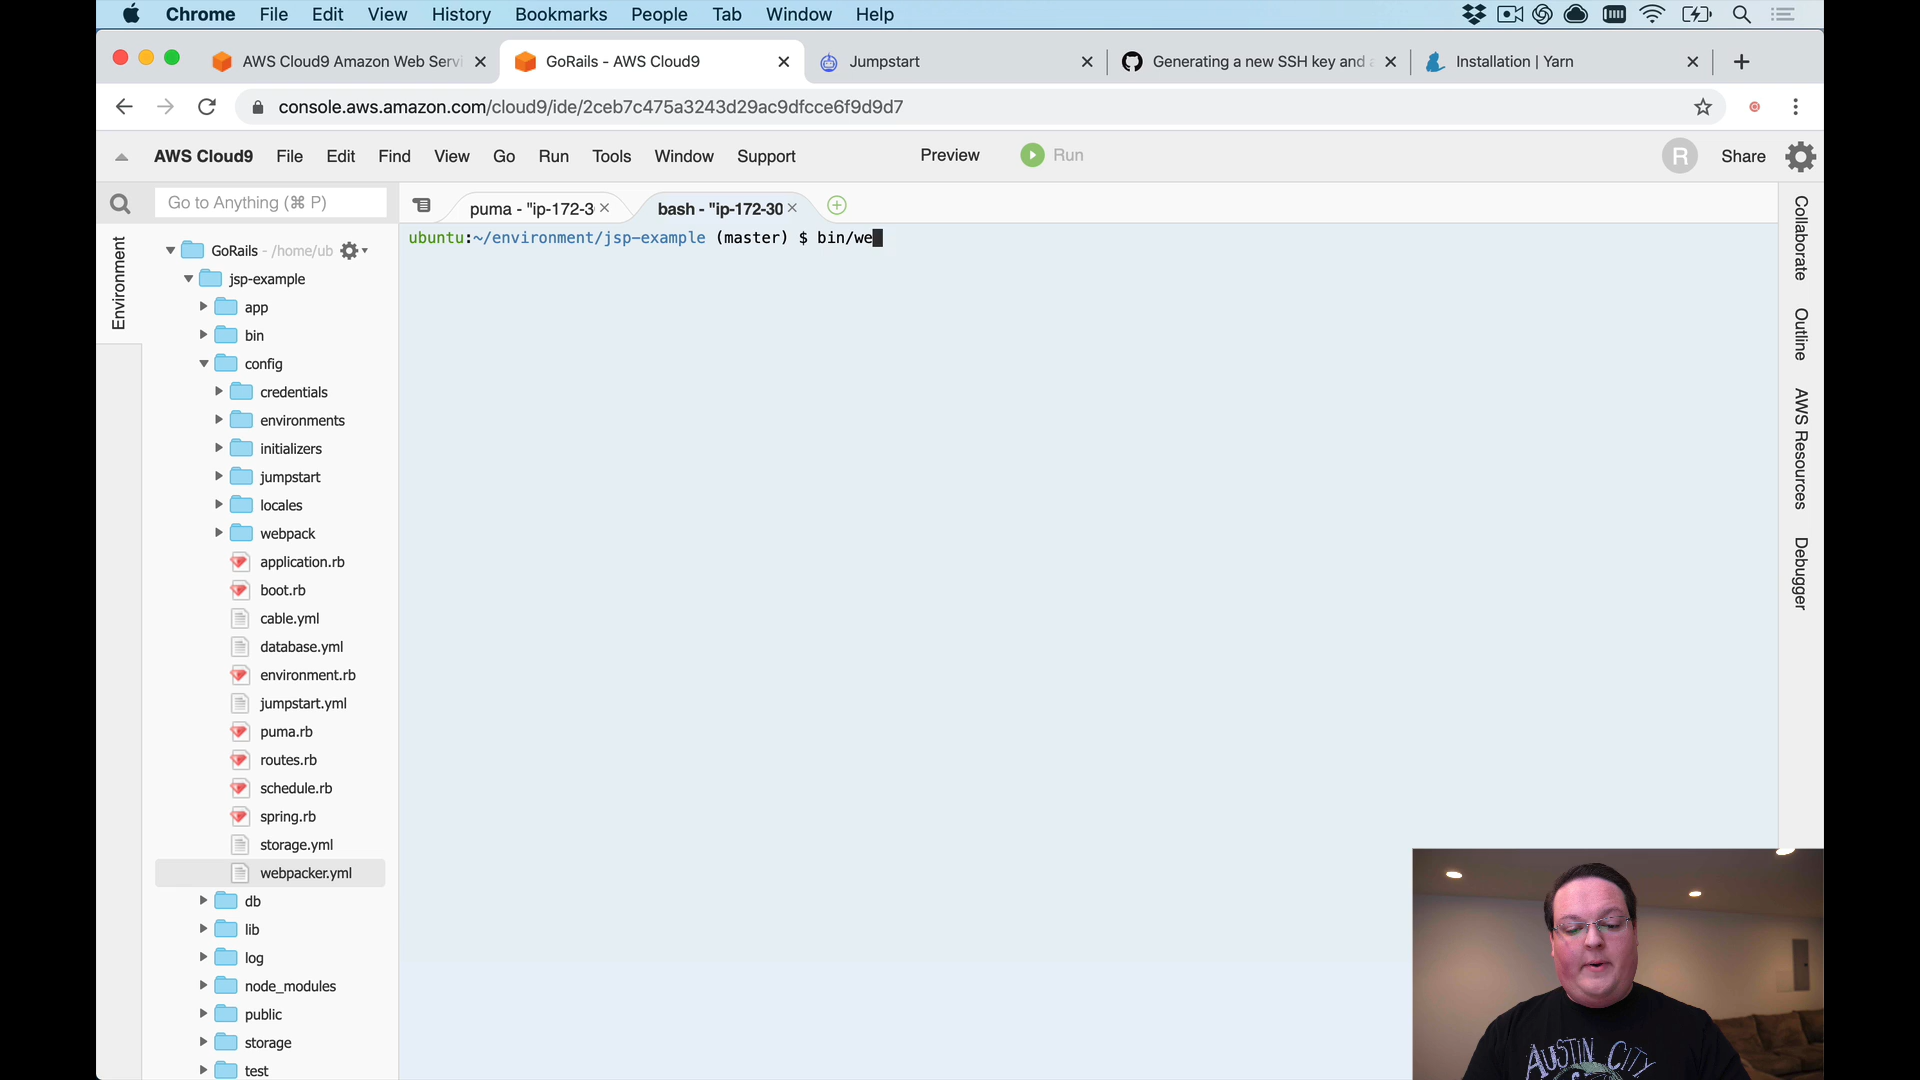 Chrome File Edit View History Bookmarks People Tab Window Help
AWS Cloud9 Amazon Web Servi
GoRails - AWS Cloud9
Jumpstart
Generating a new SSH key and a
Installation | Yarn
console.aws.amazon.com/cloud9/ide/2ceb7c475a3243d29ac9dfcce6f9d9d7
AWS Cloud9 File Edit Find View Go Run Tools Window Support Preview Run R Share
Go to Anything (⌘ P)
puma - "ip-172-3
bash - "ip-172-30
ubuntu:~/environment/jsp-example (master) $ bin/we
Environment
GoRails - /home/ub
jsp-example
app
bin
config
credentials
environments
initializers
jumpstart
locales
webpack
application.rb
boot.rb
cable.yml
database.yml
environment.rb
jumpstart.yml
puma.rb
routes.rb
schedule.rb
spring.rb
storage.yml
webpacker.yml
db
lib
log
node_modules
public
storage
test
Collaborate
Outline
AWS Resources
Debugger
AUSTIN CITY